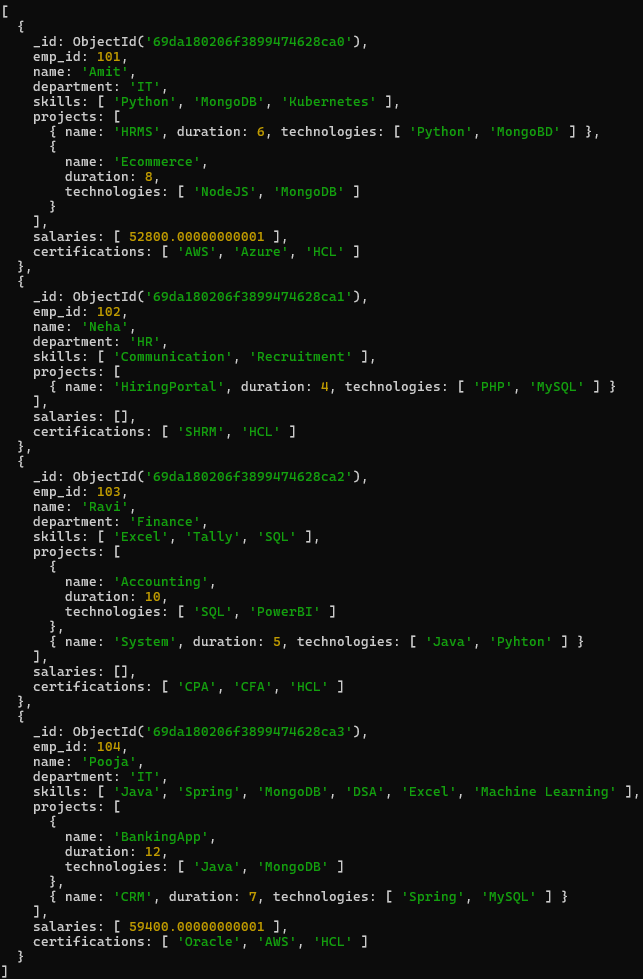 [
  {
    _id: ObjectId('69da180206f3899474628ca0'),
    emp_id: 101,
    name: 'Amit',
    department: 'IT',
    skills: [ 'Python', 'MongoDB', 'Kubernetes' ],
    projects: [
      { name: 'HRMS', duration: 6, technologies: [ 'Python', 'MongoBD' ] },
      {
        name: 'Ecommerce',
        duration: 8,
        technologies: [ 'NodeJS', 'MongoDB' ]
      }
    ],
    salaries: [ 52800.00000000001 ],
    certifications: [ 'AWS', 'Azure', 'HCL' ]
  },
  {
    _id: ObjectId('69da180206f3899474628ca1'),
    emp_id: 102,
    name: 'Neha',
    department: 'HR',
    skills: [ 'Communication', 'Recruitment' ],
    projects: [
      { name: 'HiringPortal', duration: 4, technologies: [ 'PHP', 'MySQL' ] }
    ],
    salaries: [],
    certifications: [ 'SHRM', 'HCL' ]
  },
  {
    _id: ObjectId('69da180206f3899474628ca2'),
    emp_id: 103,
    name: 'Ravi',
    department: 'Finance',
    skills: [ 'Excel', 'Tally', 'SQL' ],
    projects: [
      {
        name: 'Accounting',
        duration: 10,
        technologies: [ 'SQL', 'PowerBI' ]
      },
      { name: 'System', duration: 5, technologies: [ 'Java', 'Pyhton' ] }
    ],
    salaries: [],
    certifications: [ 'CPA', 'CFA', 'HCL' ]
  },
  {
    _id: ObjectId('69da180206f3899474628ca3'),
    emp_id: 104,
    name: 'Pooja',
    department: 'IT',
    skills: [ 'Java', 'Spring', 'MongoDB', 'DSA', 'Excel', 'Machine Learning' ],
    projects: [
      {
        name: 'BankingApp',
        duration: 12,
        technologies: [ 'Java', 'MongoDB' ]
      },
      { name: 'CRM', duration: 7, technologies: [ 'Spring', 'MySQL' ] }
    ],
    salaries: [ 59400.00000000001 ],
    certifications: [ 'Oracle', 'AWS', 'HCL' ]
  }
]